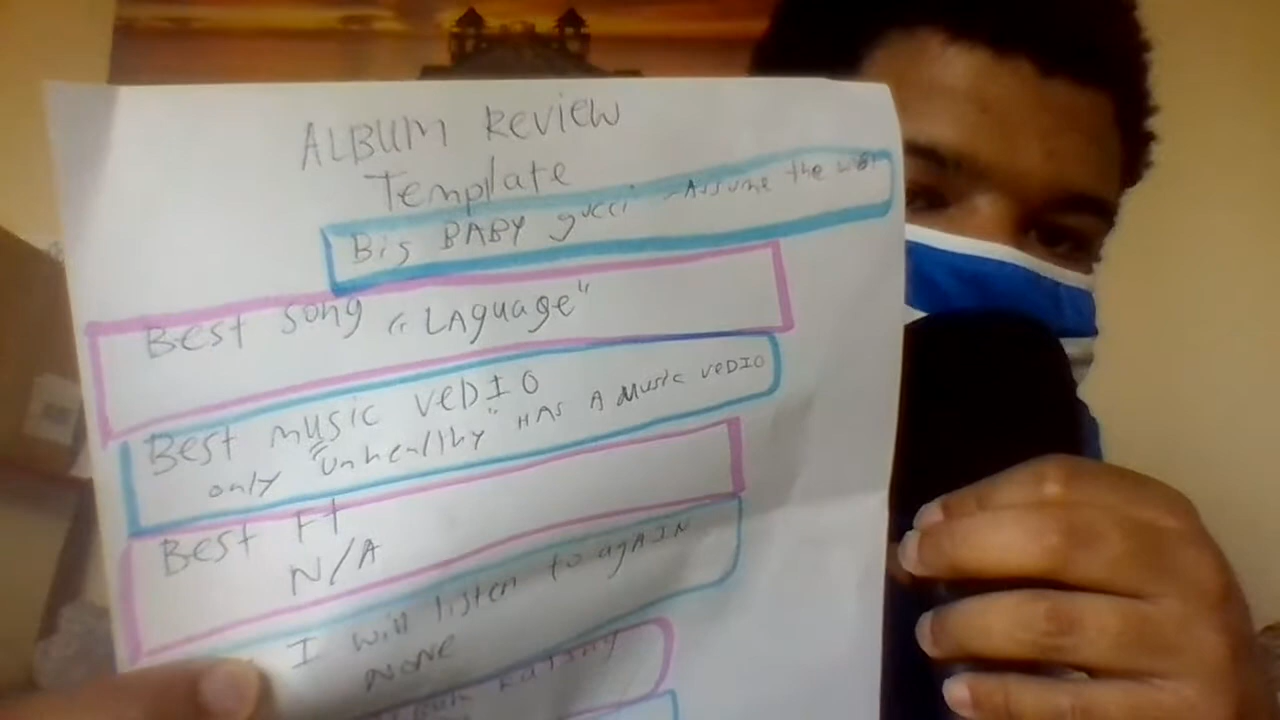 ALBUM Review
Template
Big BABY gucci - Assume the
Best song "LAguage"
Best music veDIO
only "unhealthy" HAS A Music veDIO
Best Ft
N/A
I will listen to agAIN
NONE